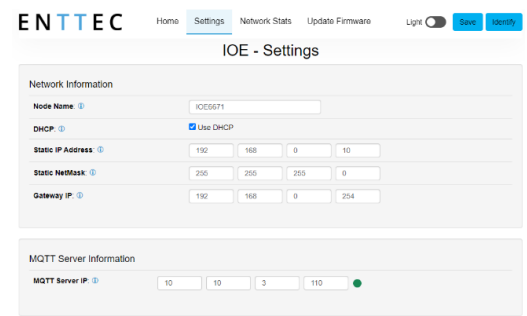 ENTTEC Home Settings Network Stats Update Firmware Light Save Identify
IOE - Settings
Network Information
Node Name: IOE6671
DHCP: Use DHCP
Static IP Address: 192 168 0 10
Static NetMask: 255 255 255 0
Gateway IP: 192 168 0 254
MQTT Server Information
MQTT Server IP: 10 10 3 110